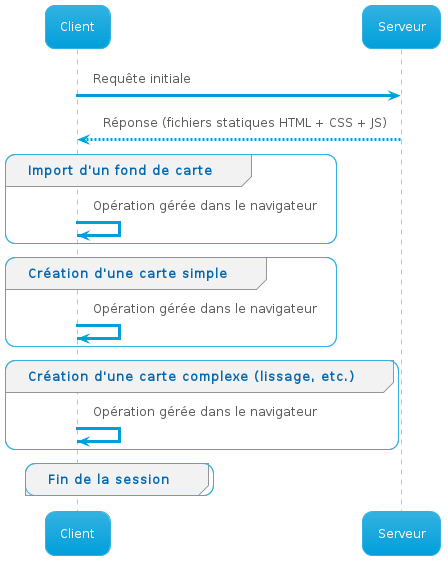 Client
Serveur
Requête initiale
Réponse (fichiers statiques HTML + CSS + JS)
Import d'un fond de carte
Opération gérée dans le navigateur
Création d'une carte simple
Opération gérée dans le navigateur
Création d'une carte complexe (lissage, etc.)
Opération gérée dans le navigateur
Fin de la session
Client
Serveur